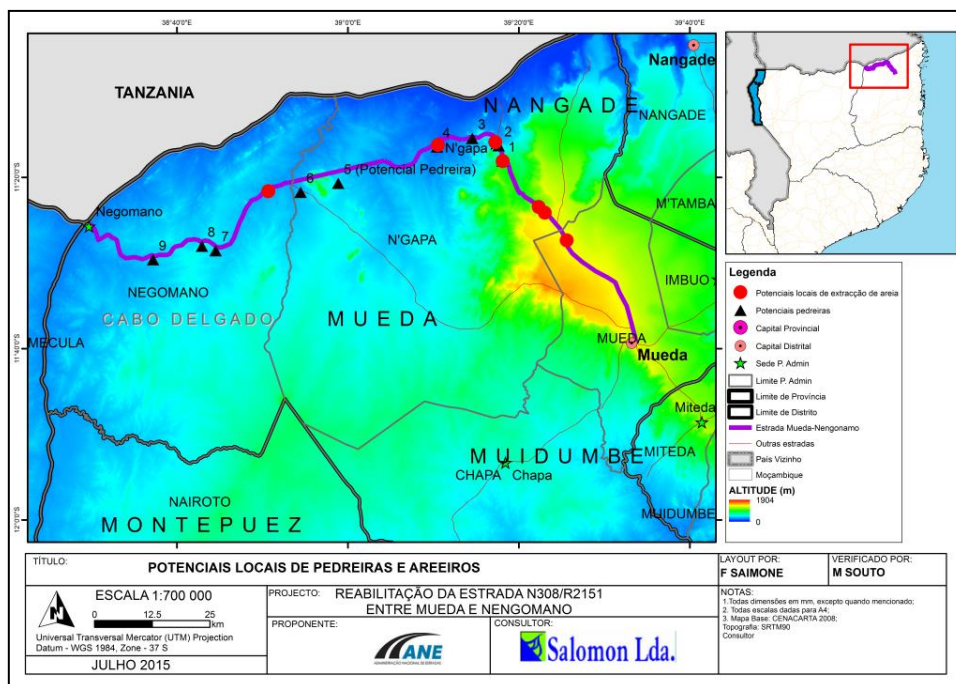 38°40'0"E
39°0'0"E
39°20'0"E
39°40'0"E
11°20'0"S
11°40'0"S
12°0'0"S
TANZANIA
Nangade
NANGADE
NANGADE
4
3
2
N'gapa
1
5 (Potencial Pedreira)
6
M'TAMBA
Negomano
N'GAPA
9
8
7
NEGOMANO
IMBUO
CABO DELGADO
MUEDA
MECULA
MUEDA
Mueda
Miteda
MUIDUMBE
MITEDA
CHAPA
Chapa
NAIROTO
MONTEPUEZ
MUIDUMBE
Legenda
Potenciais locais de extracção de areia
Potenciais pedreiras
Capital Provincial
Capital Distrital
Sede P. Admin
Limite P. Admin
Limite de Província
Limite de Distrito
Estrada Mueda-Nengonamo
Outras estradas
País Vizinho
Moçambique
ALTITUDE (m)
1904
0
TÍTULO:
POTENCIAIS LOCAIS DE PEDREIRAS E AREEIROS
LAYOUT POR:
F SAIMONE
VERIFICADO POR:
M SOUTO
N
ESCALA 1:700 000
0 12.5 25
km
Universal Transversal Mercator (UTM) Projection
Datum - WGS 1984, Zone - 37 S
JULHO 2015
PROJECTO: REABILITAÇÃO DA ESTRADA N308/R2151
ENTRE MUEDA E NENGOMANO
PROPONENTE:
ANE
ADMINISTRAÇÃO NACIONAL DE ESTRADAS
CONSULTOR:
Salomon Lda.
NOTAS:
1.Todas dimensões em mm, excepto quando mencionado;
2. Todas escalas dadas para A4;
3. Mapa Base: CENACARTA 2008;
Topografia: SRTM90
Consultor